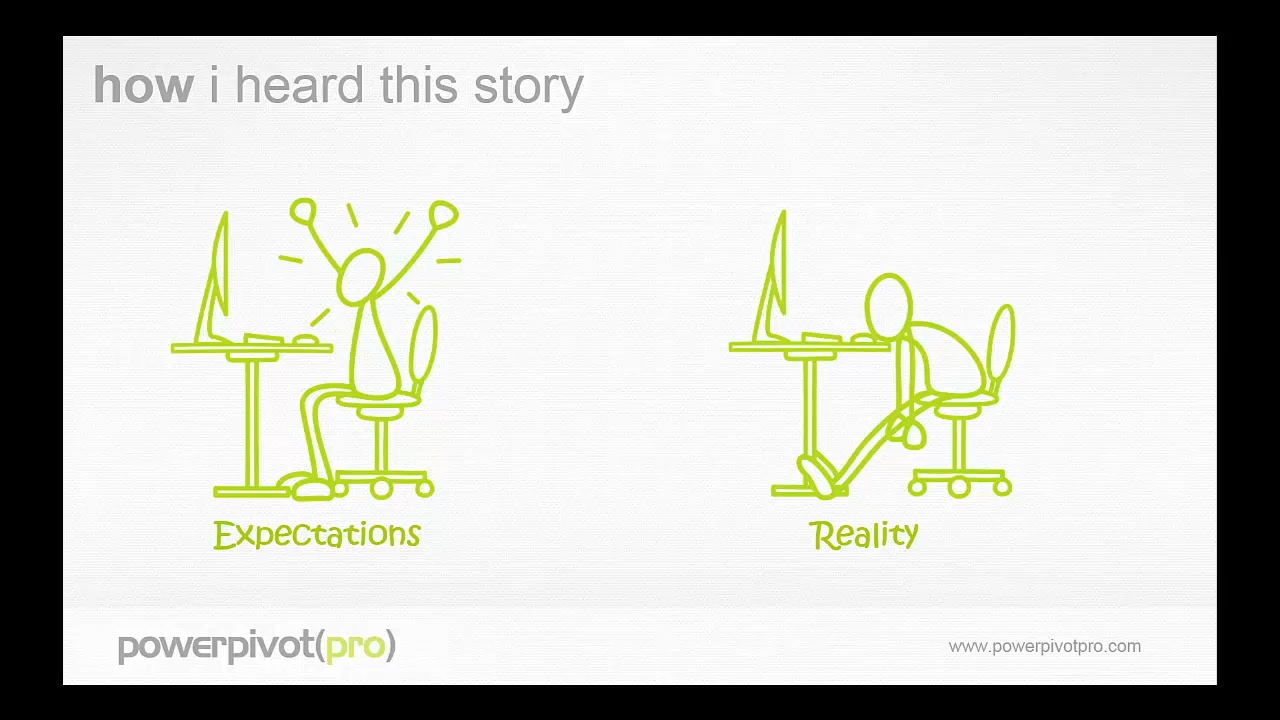 how i heard this story
Expectations
Reality
powerpivot(pro)
www.powerpivotpro.com